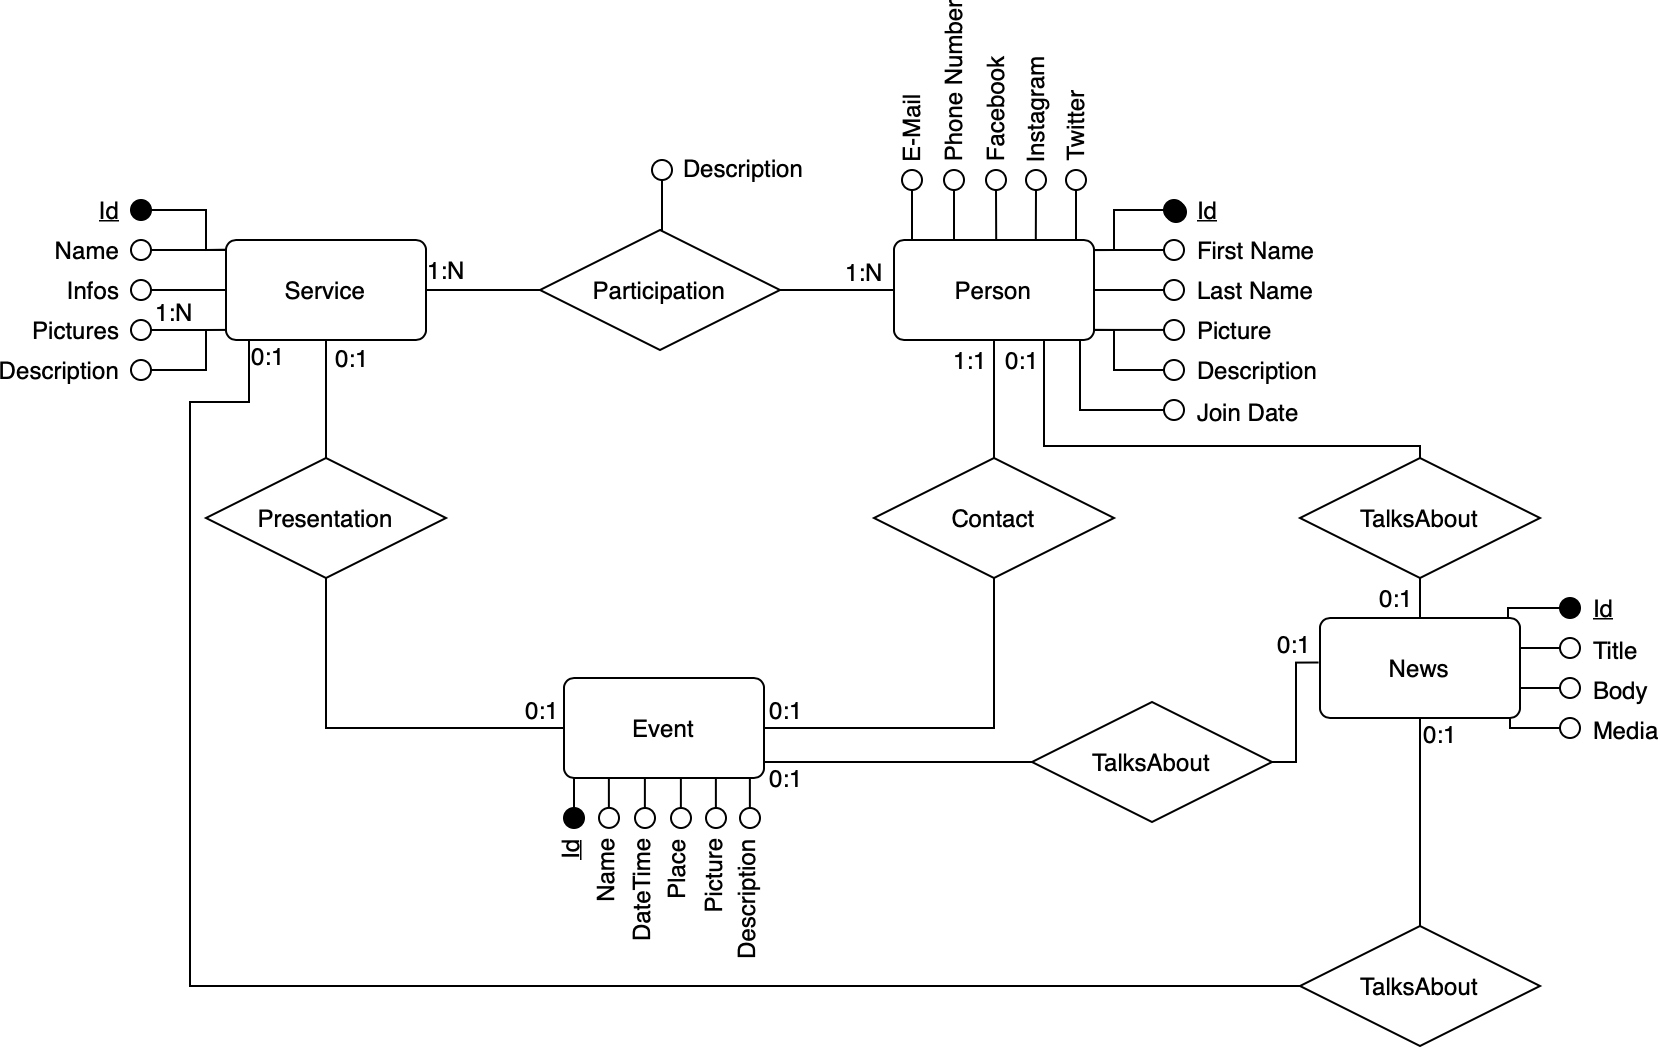 E-Mail
Phone Number
Facebook
Instagram
Twitter
Description
Id
Name
Infos
Pictures
1:N
Description
Service
1:N
Participation
1:N
Person
Id
First Name
Last Name
Picture
Description
Join Date
0:1
0:1
1:1
0:1
Presentation
Contact
TalksAbout
0:1
0:1
News
Id
Title
Body
Media
0:1
0:1
Event
0:1
0:1
TalksAbout
Id
Name
DateTime
Place
Picture
Description
TalksAbout